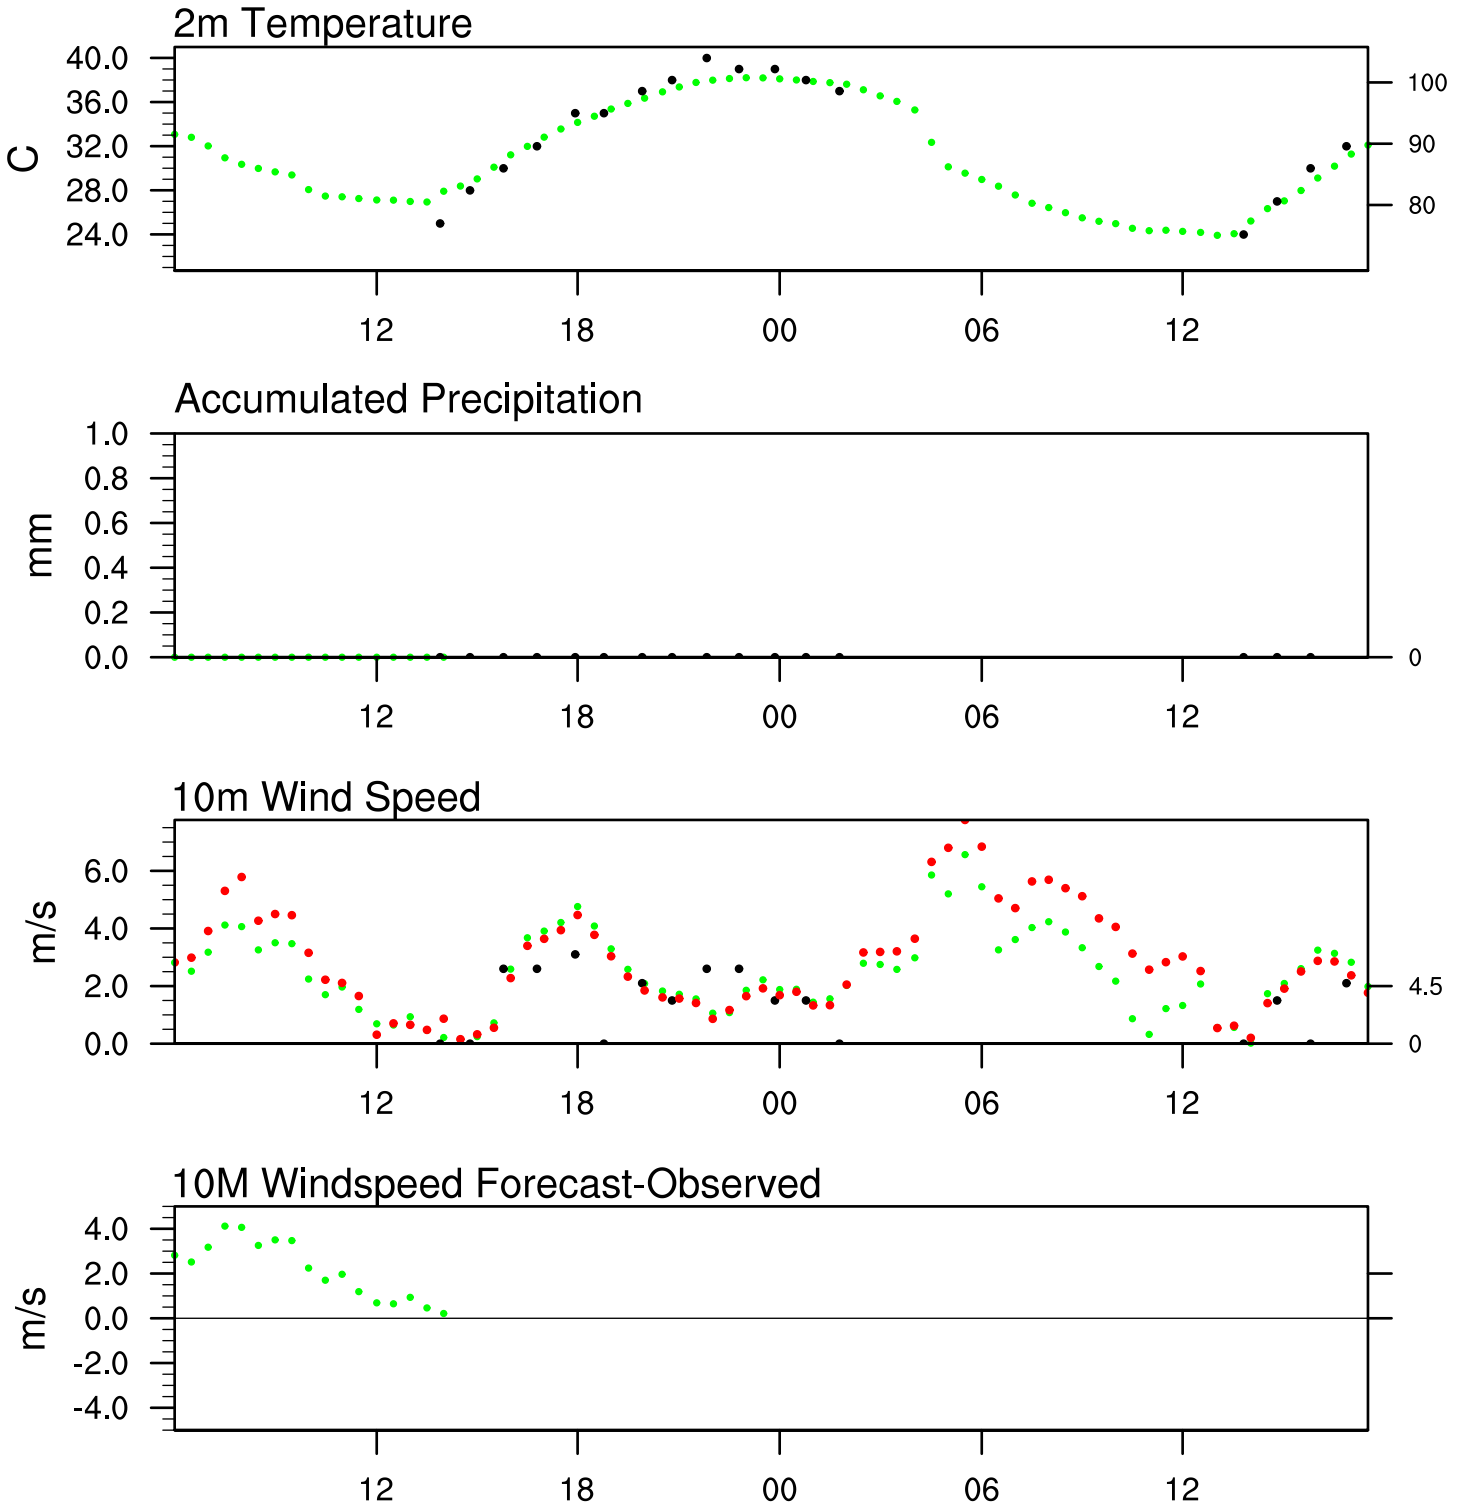 2m Temperature
40.0
36.0
32.0
28.0
24.0
C
100
90
80
12 18 00 06 12
Accumulated Precipitation
1.0
0.8
0.6
0.4
0.2
0.0
mm
0
12 18 00 06 12
10m Wind Speed
6.0
4.0
2.0
0.0
m/s
4.5
0
12 18 00 06 12
10M Windspeed Forecast-Observed
4.0
2.0
0.0
-2.0
-4.0
m/s
12 18 00 06 12